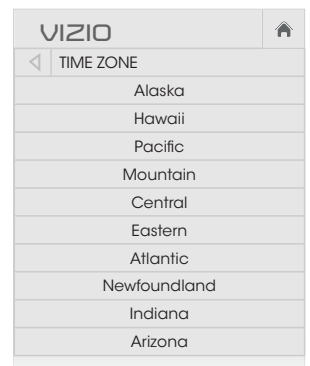 VIZIO
TIME ZONE
Alaska
Hawaii
Pacific
Mountain
Central
Eastern
Atlantic
Newfoundland
Indiana
Arizona